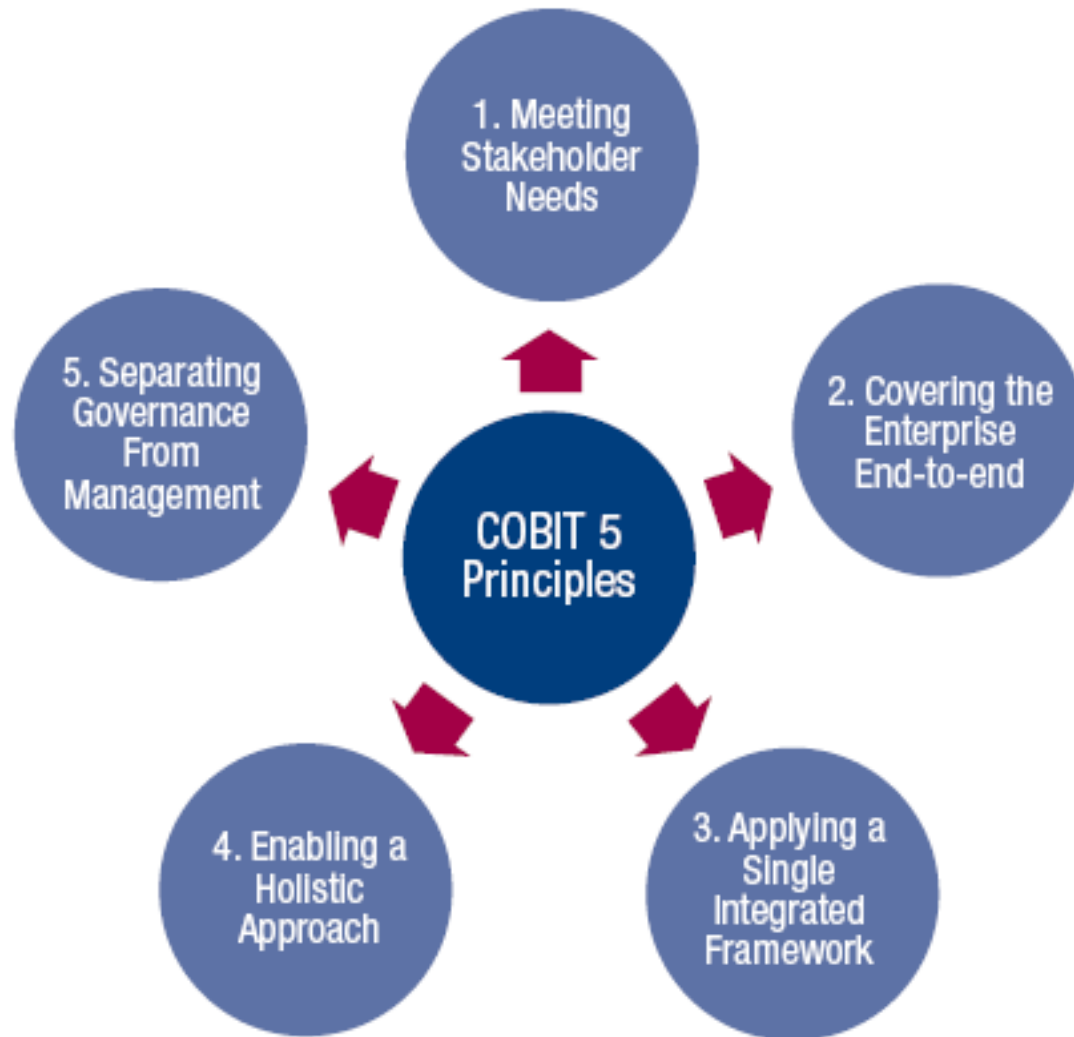 1. Meeting
Stakeholder
Needs
5. Separating
Governance
From
Management
2. Covering the
Enterprise
End-to-end
COBIT 5
Principles
4. Enabling a
Holistic
Approach
3. Applying a
Single
Integrated
Framework